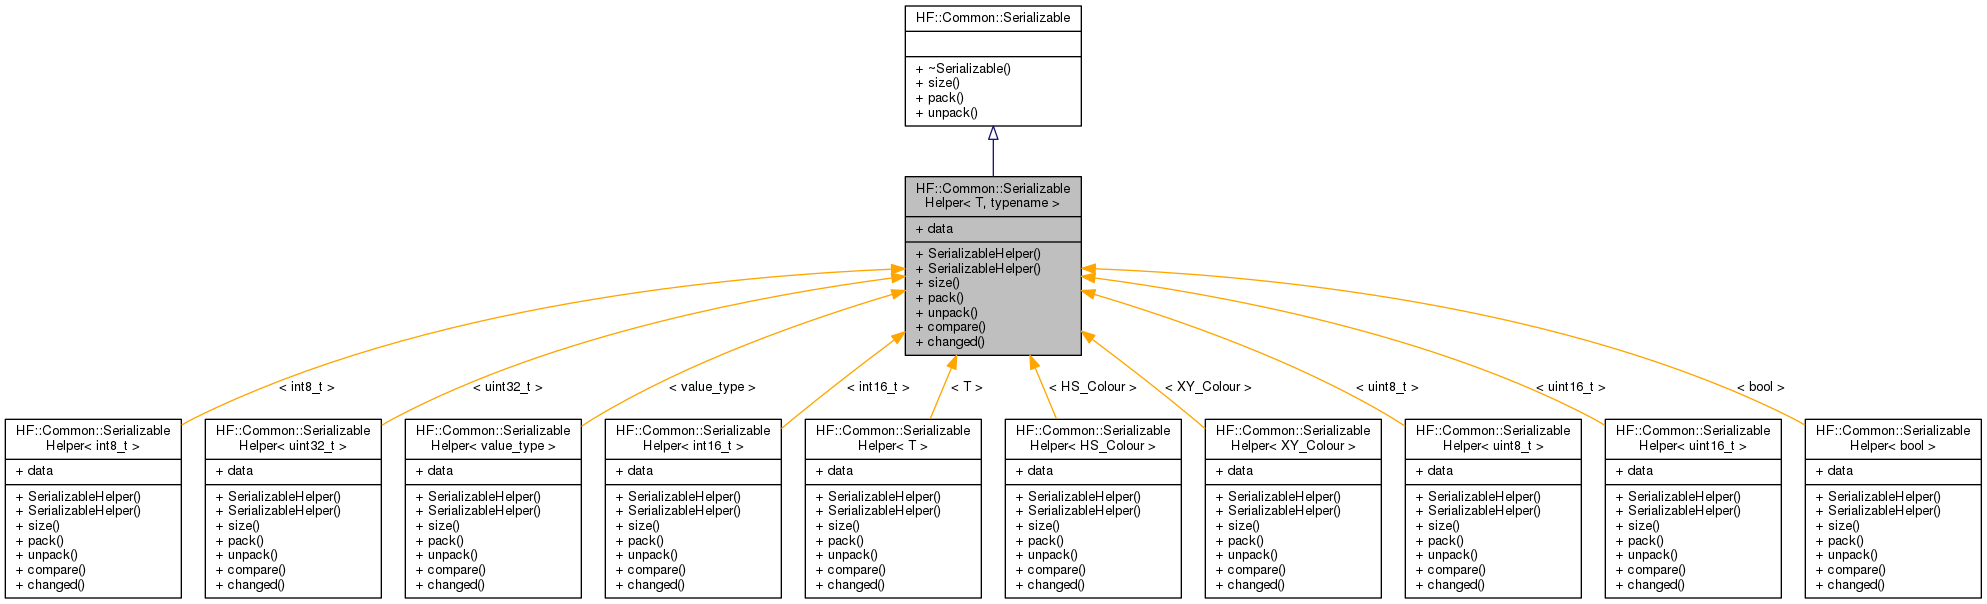 HF::Common::Serializable
+ ~Serializable()
+ size()
+ pack()
+ unpack()
HF::Common::Serializable
Helper< T, typename >
+ data
+ SerializableHelper()
+ SerializableHelper()
+ size()
+ pack()
+ unpack()
+ compare()
+ changed()
< int8_t >
< uint32_t >
< value_type >
< int16_t >
< T >
< HS_Colour >
< XY_Colour >
< uint8_t >
< uint16_t >
< bool >
HF::Common::Serializable
Helper< int8_t >
+ data
+ SerializableHelper()
+ SerializableHelper()
+ size()
+ pack()
+ unpack()
+ compare()
+ changed()
HF::Common::Serializable
Helper< uint32_t >
+ data
+ SerializableHelper()
+ SerializableHelper()
+ size()
+ pack()
+ unpack()
+ compare()
+ changed()
HF::Common::Serializable
Helper< value_type >
+ data
+ SerializableHelper()
+ SerializableHelper()
+ size()
+ pack()
+ unpack()
+ compare()
+ changed()
HF::Common::Serializable
Helper< int16_t >
+ data
+ SerializableHelper()
+ SerializableHelper()
+ size()
+ pack()
+ unpack()
+ compare()
+ changed()
HF::Common::Serializable
Helper< T >
+ data
+ SerializableHelper()
+ SerializableHelper()
+ size()
+ pack()
+ unpack()
+ compare()
+ changed()
HF::Common::Serializable
Helper< HS_Colour >
+ data
+ SerializableHelper()
+ SerializableHelper()
+ size()
+ pack()
+ unpack()
+ compare()
+ changed()
HF::Common::Serializable
Helper< XY_Colour >
+ data
+ SerializableHelper()
+ SerializableHelper()
+ size()
+ pack()
+ unpack()
+ compare()
+ changed()
HF::Common::Serializable
Helper< uint8_t >
+ data
+ SerializableHelper()
+ SerializableHelper()
+ size()
+ pack()
+ unpack()
+ compare()
+ changed()
HF::Common::Serializable
Helper< uint16_t >
+ data
+ SerializableHelper()
+ SerializableHelper()
+ size()
+ pack()
+ unpack()
+ compare()
+ changed()
HF::Common::Serializable
Helper< bool >
+ data
+ SerializableHelper()
+ SerializableHelper()
+ size()
+ pack()
+ unpack()
+ compare()
+ changed()